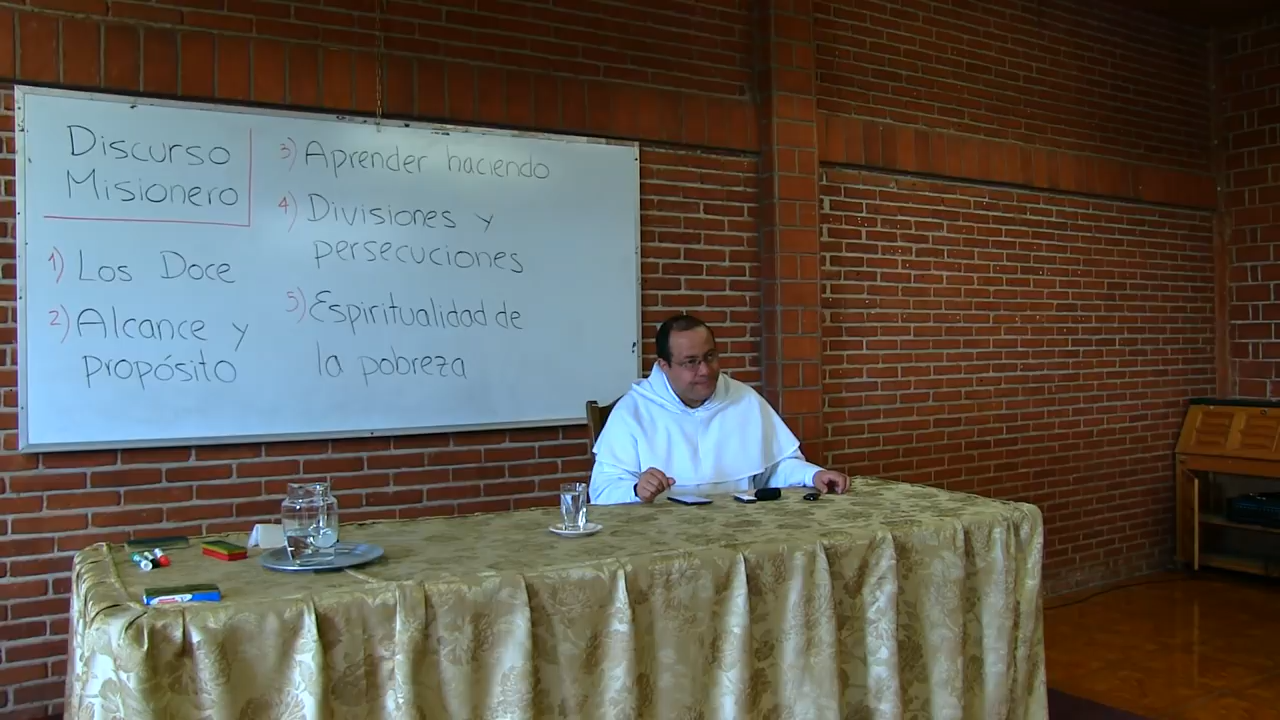 Discurso
Misionero
1) Los Doce
2) Alcance y
propósito
3) Aprender haciendo
4) Divisiones y
persecuciones
5) Espiritualidad de
la pobreza